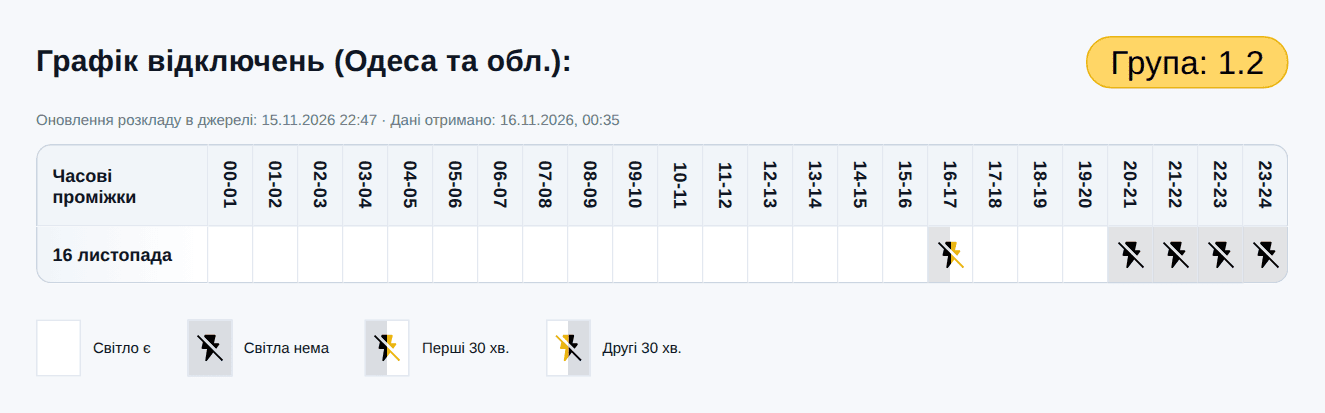 Графік відключень (Одеса та обл.):
Група: 1.2
Оновлення розкладу в джерелі: 15.11.2026 22:47 · Дані отримано: 16.11.2026, 00:35
Часові
проміжки
00-01
01-02
02-03
03-04
04-05
05-06
06-07
07-08
08-09
09-10
10-11
11-12
12-13
13-14
14-15
15-16
16-17
17-18
18-19
19-20
20-21
21-22
22-23
23-24
16 листопада
Світло є
Світла нема
Перші 30 хв.
Другі 30 хв.